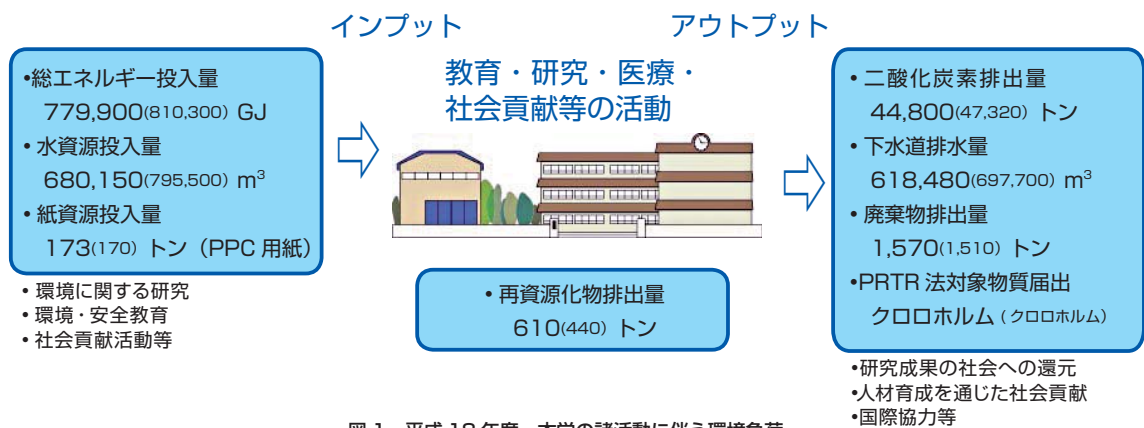 インプット
アウトプット
•総エネルギー投入量
779,900(810,300) GJ
• 水資源投入量
680,150(795,500) m³
• 紙資源投入量
173(170) トン（PPC 用紙）
• 環境に関する研究
• 環境・安全教育
• 社会貢献活動等
教育・研究・医療・
社会貢献等の活動
• 再資源化物排出量
610(440) トン
• 二酸化炭素排出量
44,800(47,320) トン
• 下水道排水量
618,480(697,700) m³
• 廃棄物排出量
1,570(1,510) トン
•PRTR 法対象物質届出
クロロホルム ( クロロホルム)
•研究成果の社会への還元
•人材育成を通じた社会貢献
•国際協力等